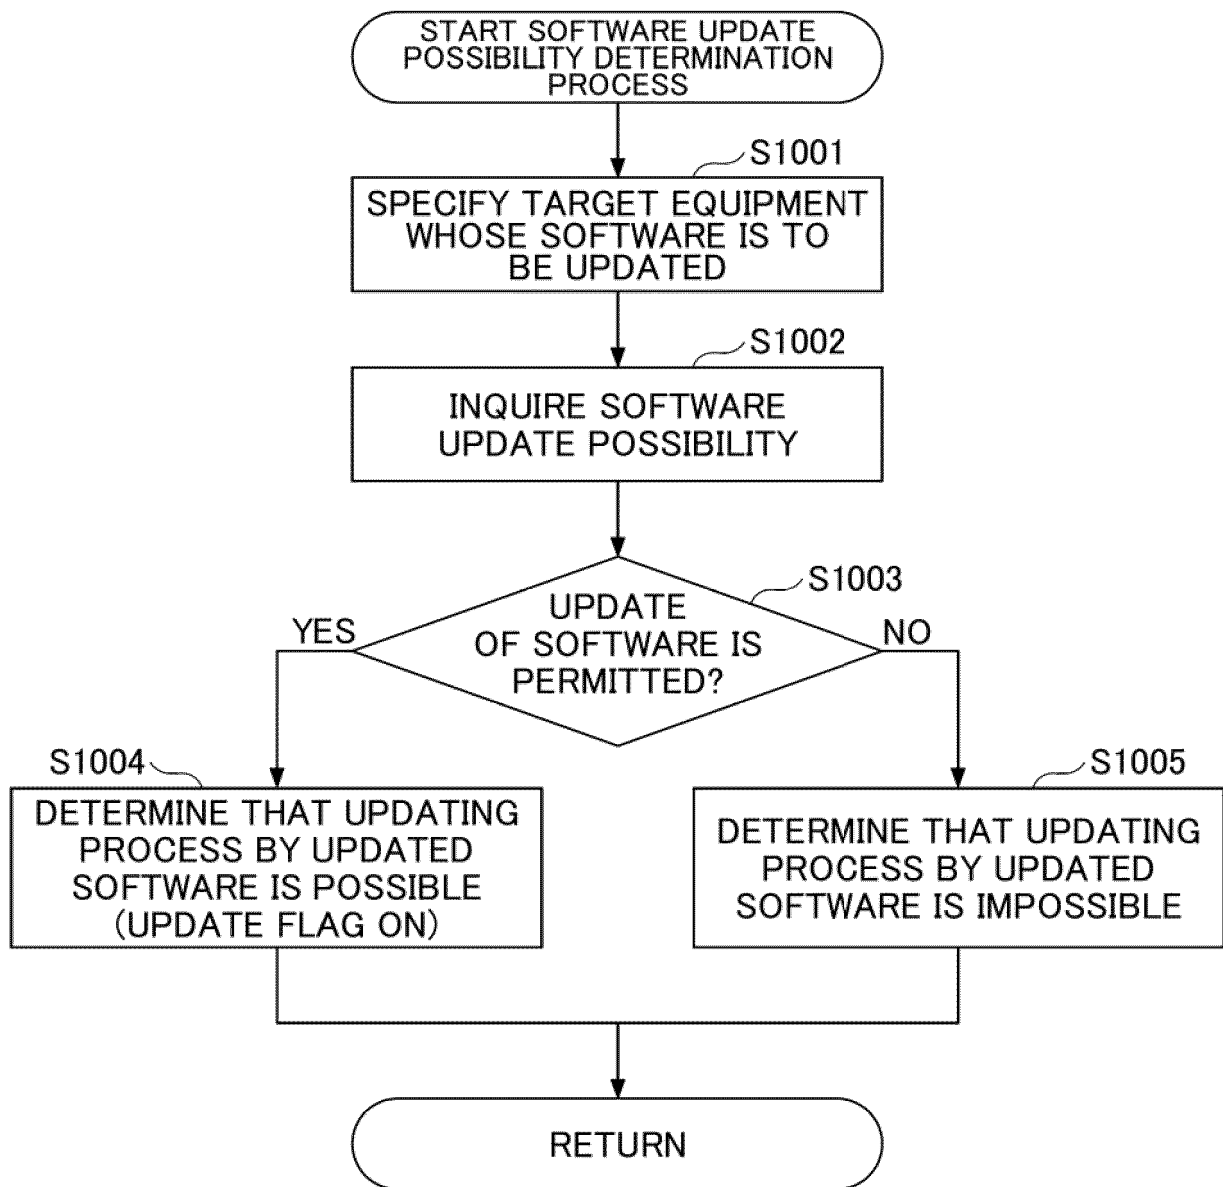 START SOFTWARE UPDATE
POSSIBILITY DETERMINATION
PROCESS
S1001
SPECIFY TARGET EQUIPMENT
WHOSE SOFTWARE IS TO
BE UPDATED
S1002
INQUIRE SOFTWARE
UPDATE POSSIBILITY
S1003
UPDATE
OF SOFTWARE IS
PERMITTED?
YES
NO
S1004
DETERMINE THAT UPDATING
PROCESS BY UPDATED
SOFTWARE IS POSSIBLE
(UPDATE FLAG ON)
S1005
DETERMINE THAT UPDATING
PROCESS BY UPDATED
SOFTWARE IS IMPOSSIBLE
RETURN